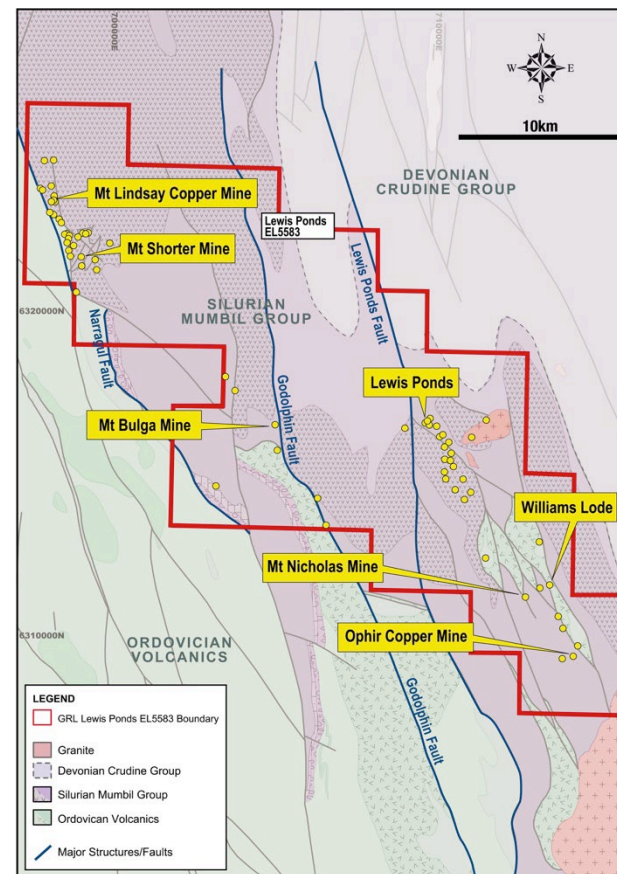 700000E
710000E
N
W
E
S
10km
DEVONIAN
CRUDINE GROUP
Mt Lindsay Copper Mine
Lewis Ponds
EL5583
Mt Shorter Mine
Lewis Ponds Fault
SILURIAN
MUMBIL GROUP
6320000N
Narragul Fault
Godolphin Fault
Lewis Ponds
Mt Bulga Mine
Williams Lode
Mt Nicholas Mine
Ophir Copper Mine
6310000N
ORDOVICIAN
VOLCANICS
Godolphin Fault
LEGEND
GRL Lewis Ponds EL5583 Boundary
Granite
Devonian Crudine Group
Silurian Mumbil Group
Ordovican Volcanics
Major Structures/Faults